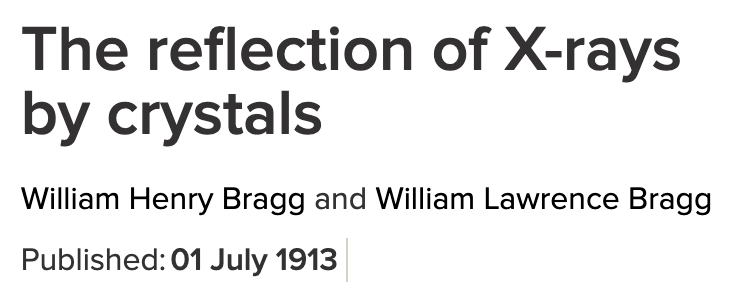 The reflection of X-rays
by crystals
William Henry Bragg and William Lawrence Bragg
Published: 01 July 1913